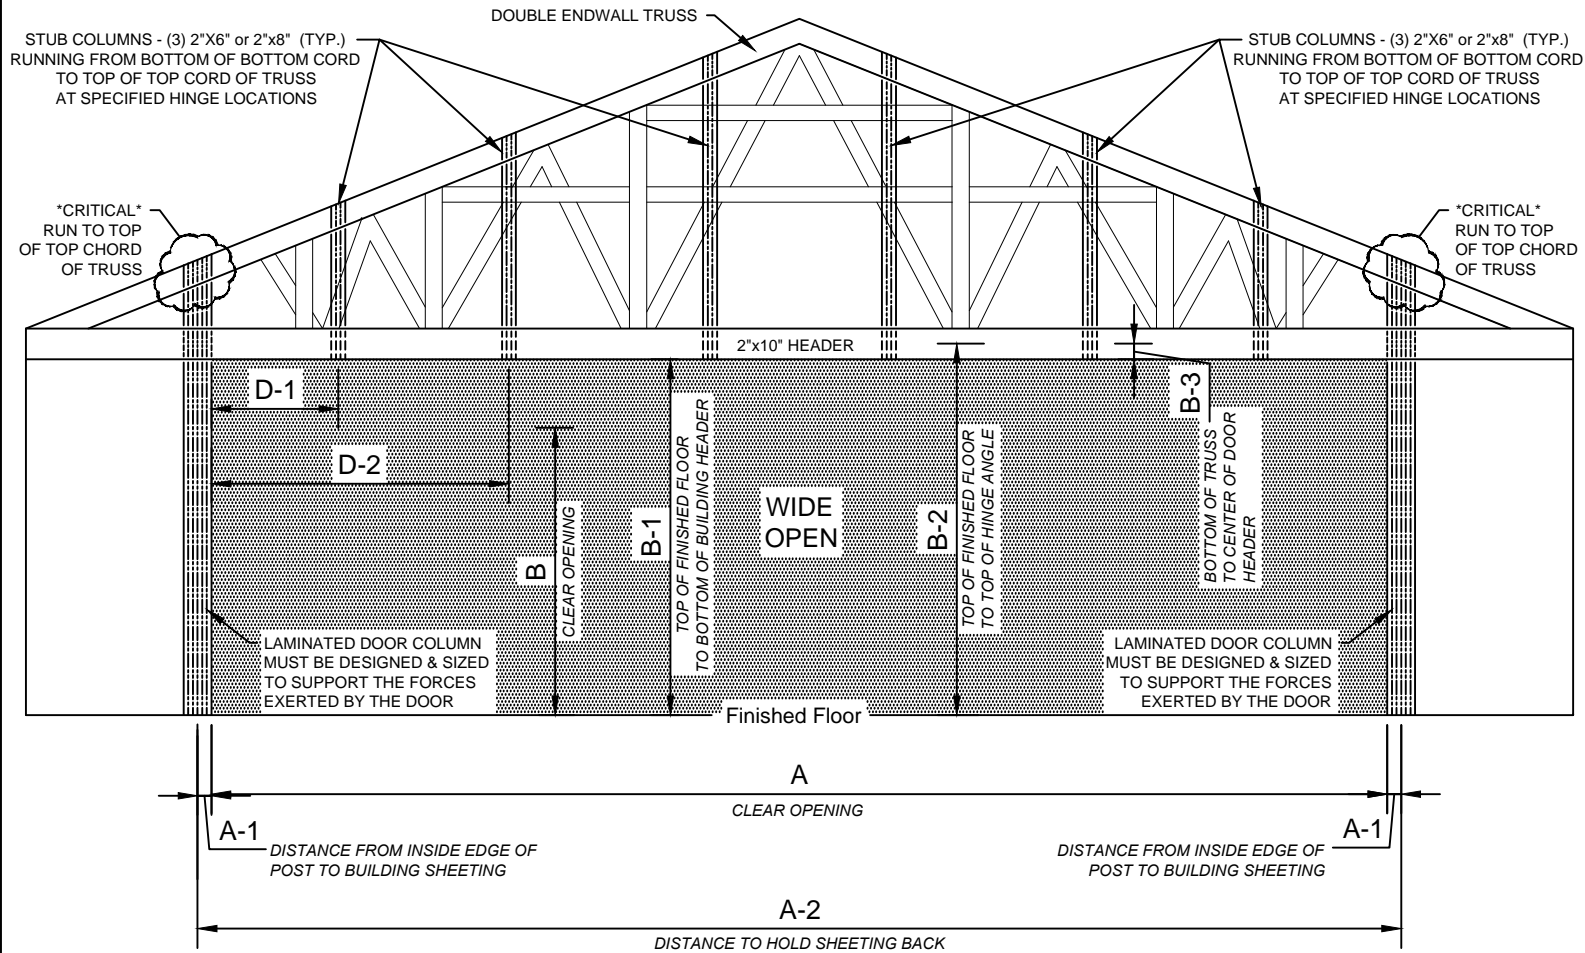 DOUBLE ENDWALL TRUSS
STUB COLUMNS - (3) 2"X6" or 2"x8" (TYP.)
RUNNING FROM BOTTOM OF BOTTOM CORD
TO TOP OF TOP CORD OF TRUSS
AT SPECIFIED HINGE LOCATIONS
STUB COLUMNS - (3) 2"X6" or 2"x8" (TYP.)
RUNNING FROM BOTTOM OF BOTTOM CORD
TO TOP OF TOP CORD OF TRUSS
AT SPECIFIED HINGE LOCATIONS
*CRITICAL*
RUN TO TOP
OF TOP CHORD
OF TRUSS
*CRITICAL*
RUN TO TOP
OF TOP CHORD
OF TRUSS
2"x10" HEADER
D-1
D-2
B
CLEAR OPENING
B-1
TOP OF FINISHED FLOOR
TO BOTTOM OF BUILDING HEADER
WIDE
OPEN
B-2
TOP OF FINISHED FLOOR
TO TOP OF HINGE ANGLE
B-3
BOTTOM OF TRUSS
TO CENTER OF DOOR
HEADER
LAMINATED DOOR COLUMN
MUST BE DESIGNED & SIZED
TO SUPPORT THE FORCES
EXERTED BY THE DOOR
LAMINATED DOOR COLUMN
MUST BE DESIGNED & SIZED
TO SUPPORT THE FORCES
EXERTED BY THE DOOR
Finished Floor
A
CLEAR OPENING
A-1
DISTANCE FROM INSIDE EDGE OF
POST TO BUILDING SHEETING
A-1
DISTANCE FROM INSIDE EDGE OF
POST TO BUILDING SHEETING
A-2
DISTANCE TO HOLD SHEETING BACK